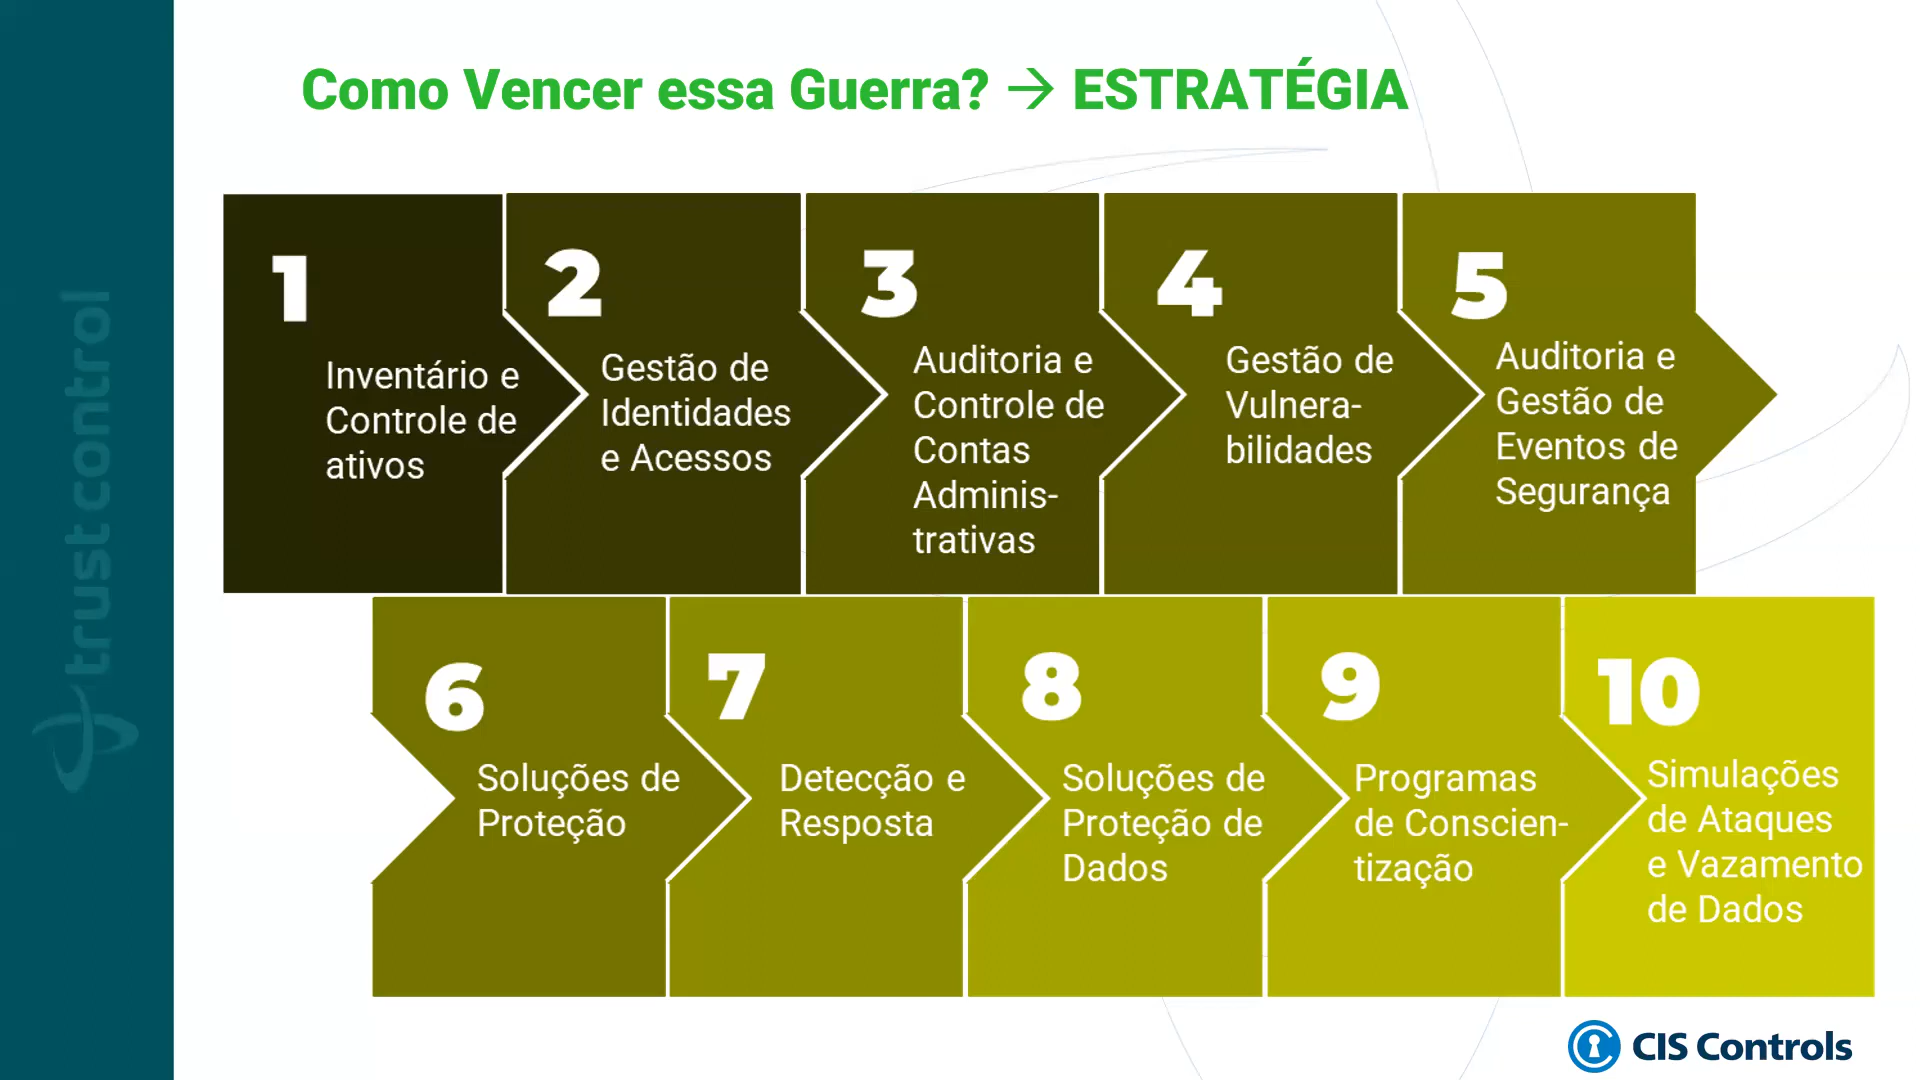 Como Vencer essa Guerra? → ESTRATÉGIA
1
Inventário e
Controle de
ativos
2
Gestão de
Identidades
e Acessos
3
Auditoria e
Controle de
Contas
Adminis-
trativas
4
Gestão de
Vulnera-
bilidades
5
Auditoria e
Gestão de
Eventos de
Segurança
6
Soluções de
Proteção
7
Detecção e
Resposta
8
Soluções de
Proteção de
Dados
9
Programas
de Conscien-
tização
10
Simulações
de Ataques
e Vazamento
de Dados
trustcontrol
CIS Controls